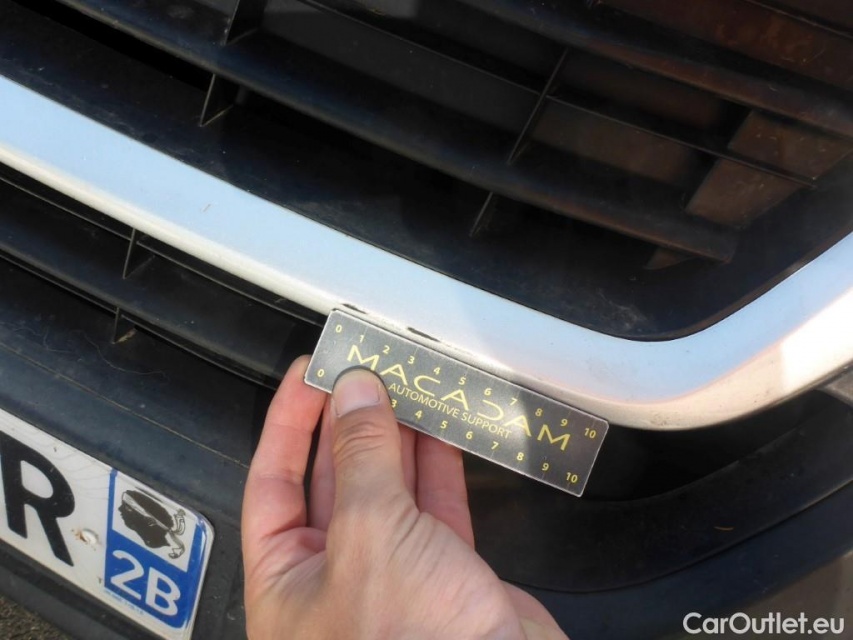 0 1 2 3 4 5 6 7 8 9 10
MACADAM
AUTOMOTIVE SUPPORT
0 3 4 5 6 7 8 9 10
R
2B
CarOutlet.eu